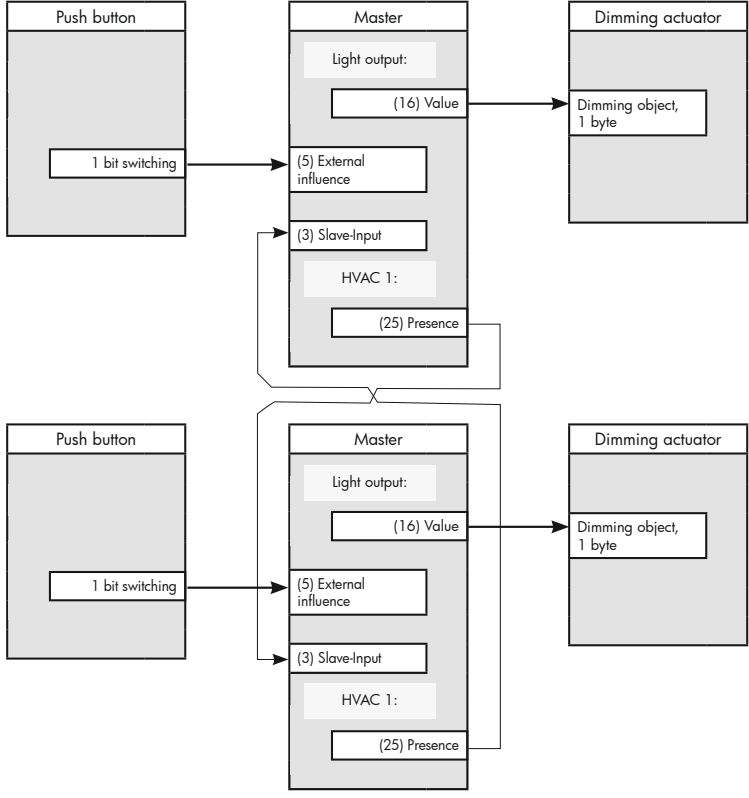 Push button
Master
Dimming actuator
Light output:
(16) Value
Dimming object,
1 byte
1 bit switching
(5) External
influence
(3) Slave-Input
HVAC 1:
(25) Presence
Push button
Master
Dimming actuator
Light output:
(16) Value
Dimming object,
1 byte
1 bit switching
(5) External
influence
(3) Slave-Input
HVAC 1:
(25) Presence